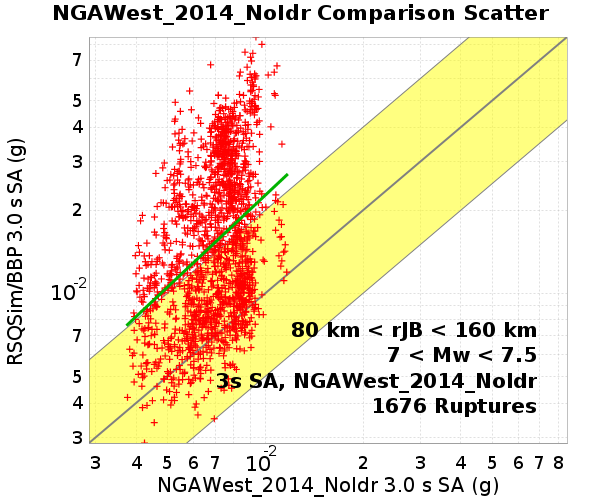 NGAWest_2014_NoIdr Comparison Scatter
RSQSim/BBP 3.0 s SA (g)
7
5
4
3
2
10-2
7
5
4
3
80 km < rJB < 160 km
7 < Mw < 7.5
3s SA, NGAWest_2014_NoIdr
1676 Ruptures
3 4 5 6 7 10-2 2 3 4 5 6 7 8
NGAWest_2014_NoIdr 3.0 s SA (g)